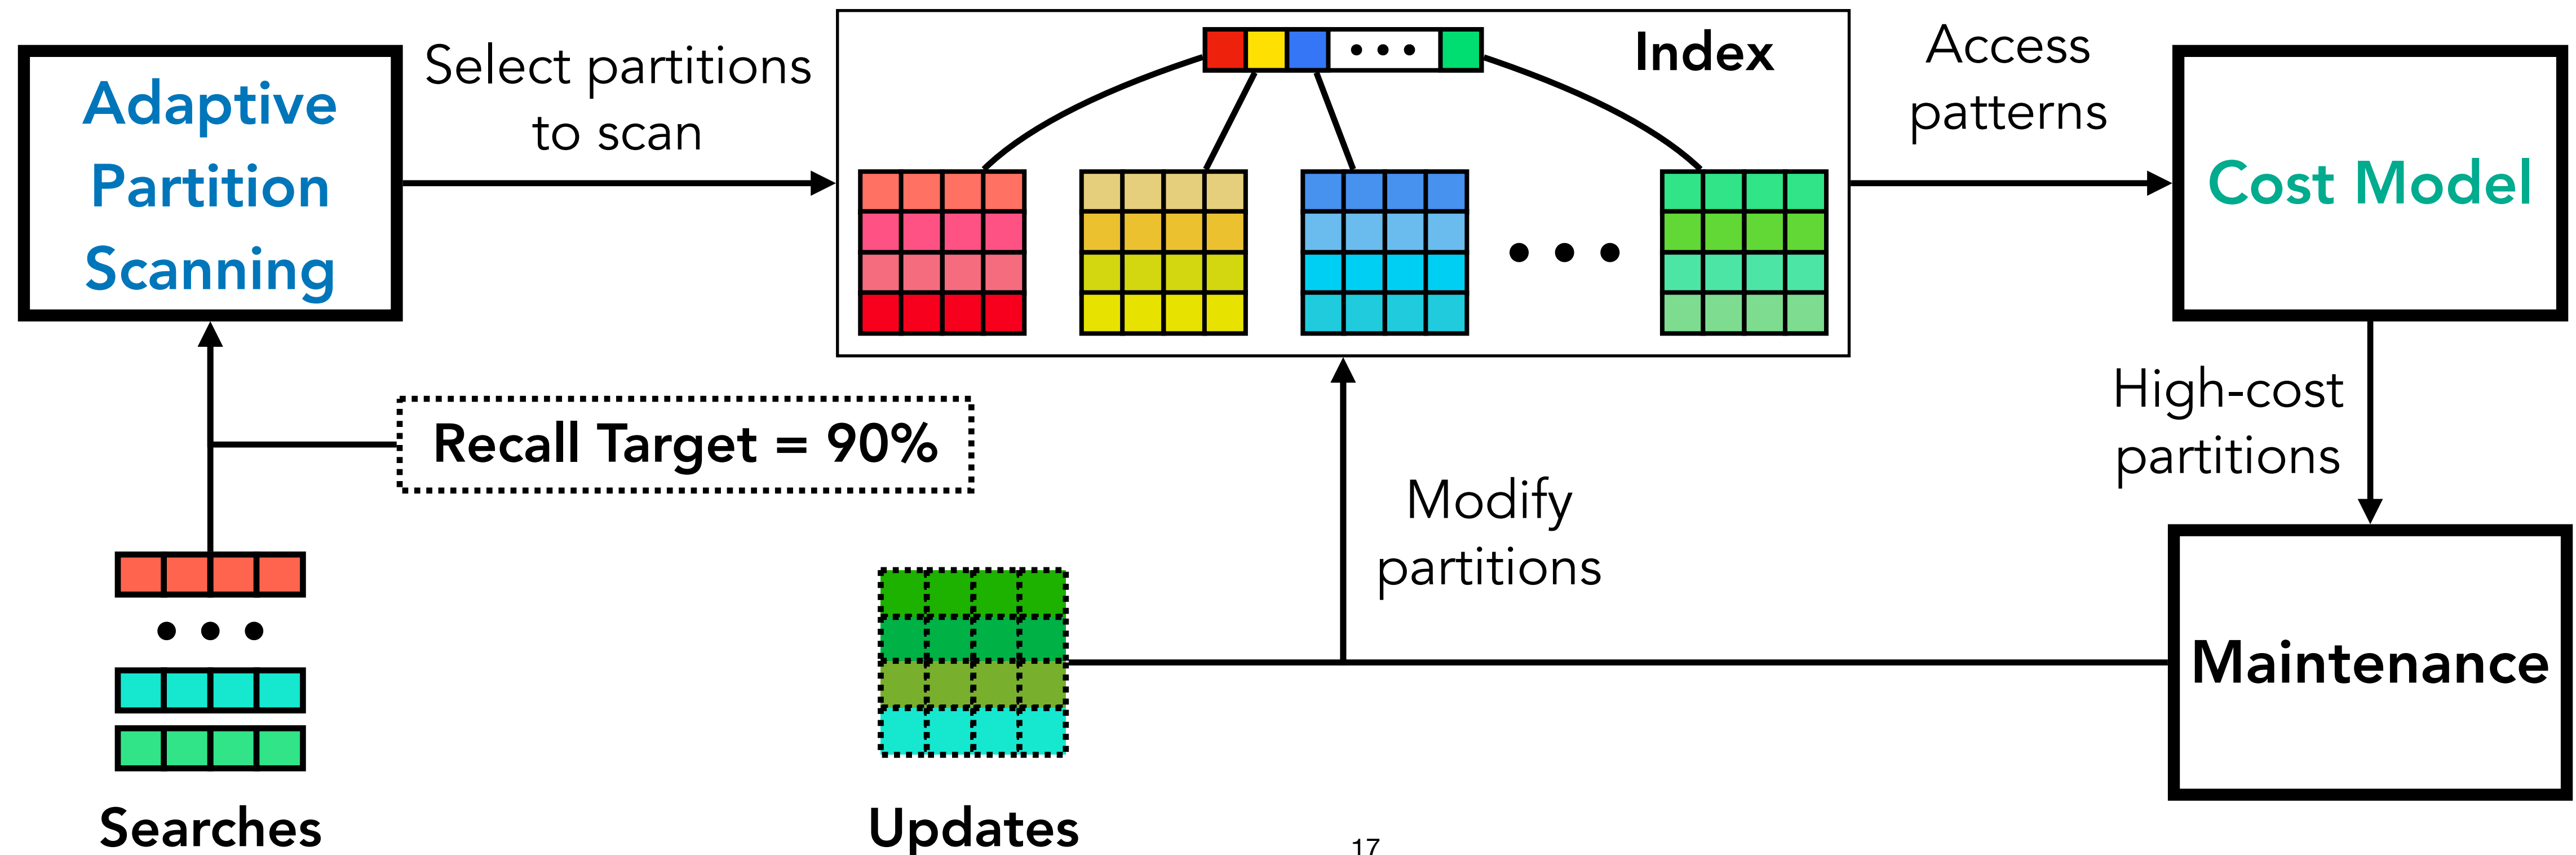 Adaptive
Partition
Scanning
Select partitions
to scan
Index
Access
patterns
Cost Model
Recall Target = 90%
High-cost
partitions
Modify
partitions
Maintenance
Searches
Updates
17